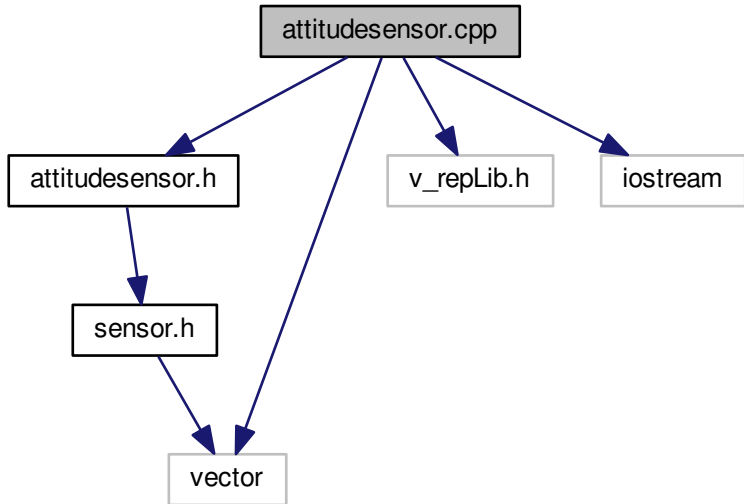 attitudesensor.cpp
attitudesensor.h
v_repLib.h
iostream
sensor.h
vector